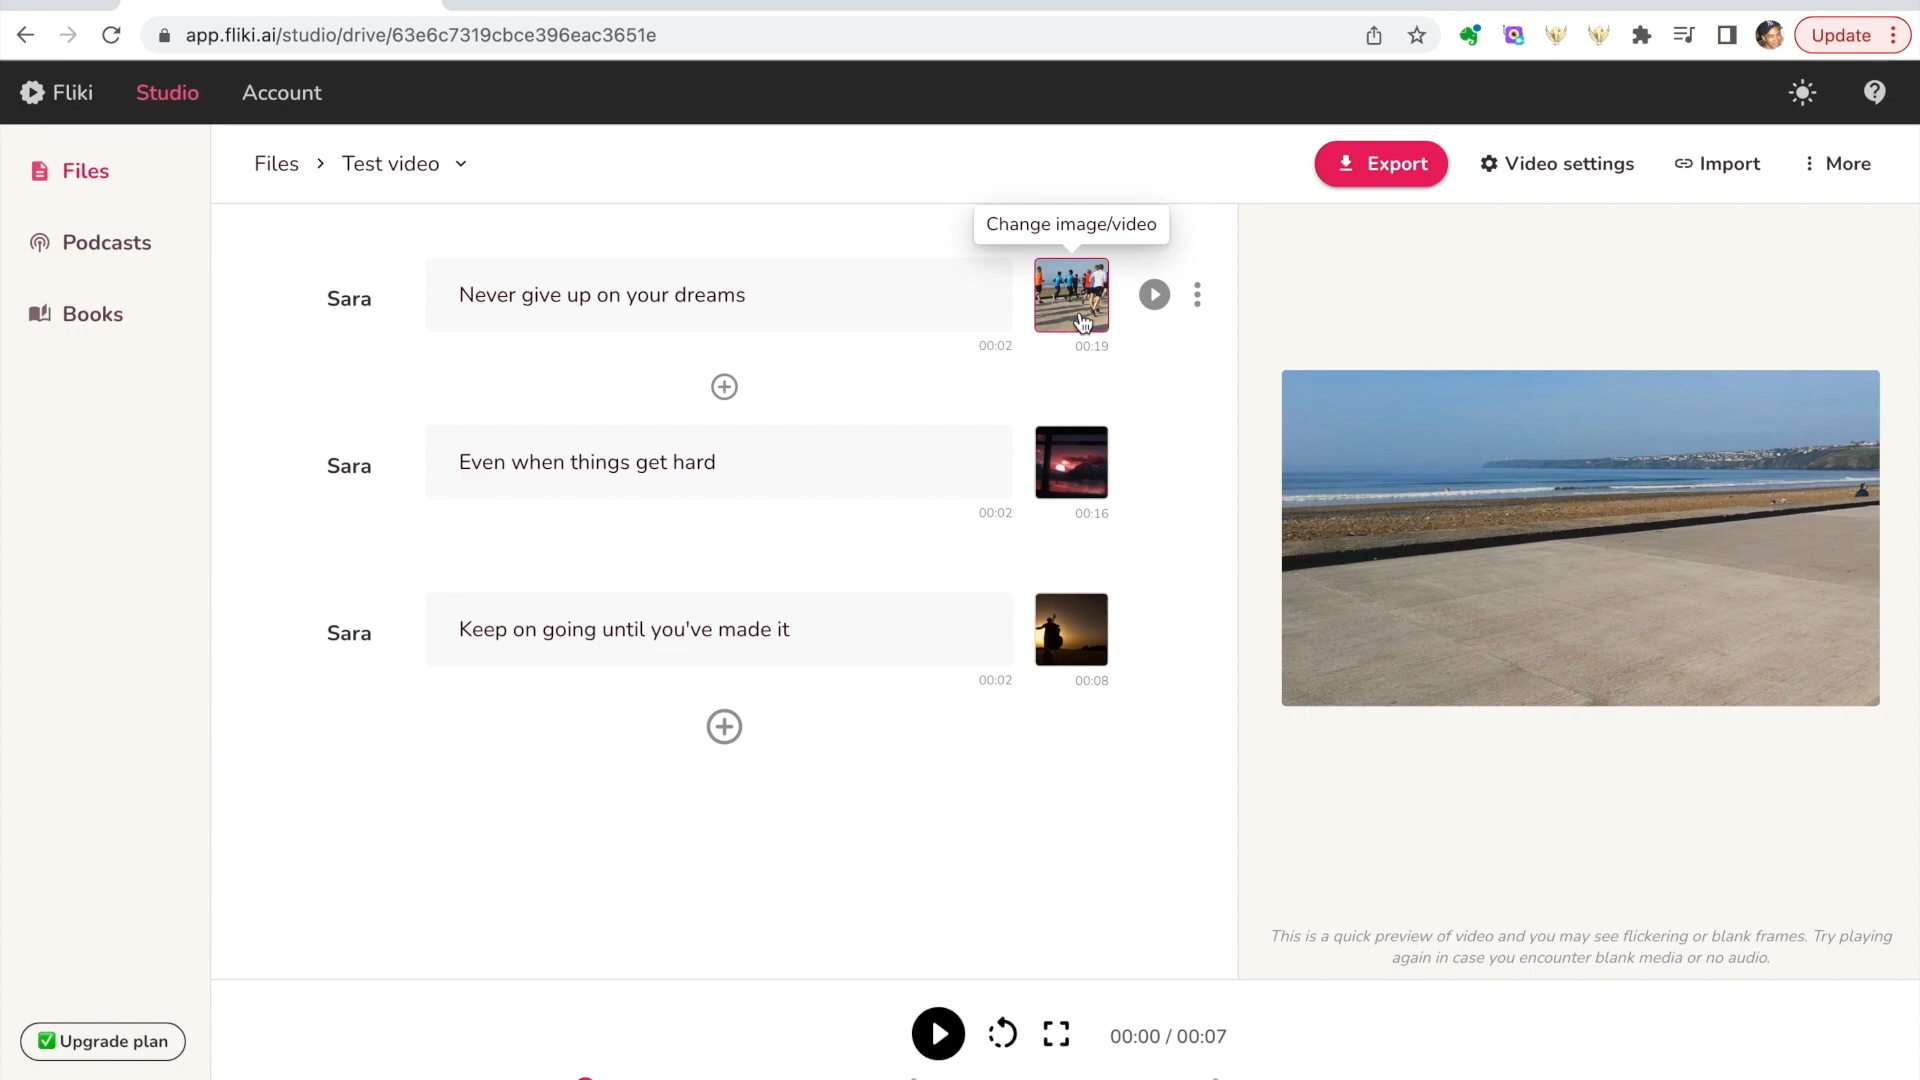 app.fliki.ai/studio/drive/63e6c7319cbce396eac3651e
Update
Fliki
Studio
Account
Files
Podcasts
Books
Files > Test video
Export
Video settings
Import
More
Change image/video
Sara
Never give up on your dreams
00:02
00:19
Sara
Even when things get hard
00:02
00:16
Sara
Keep on going until you've made it
00:02
00:08
This is a quick preview of video and you may see flickering or blank frames. Try playing
again in case you encounter blank media or no audio.
Upgrade plan
00:00 / 00:07